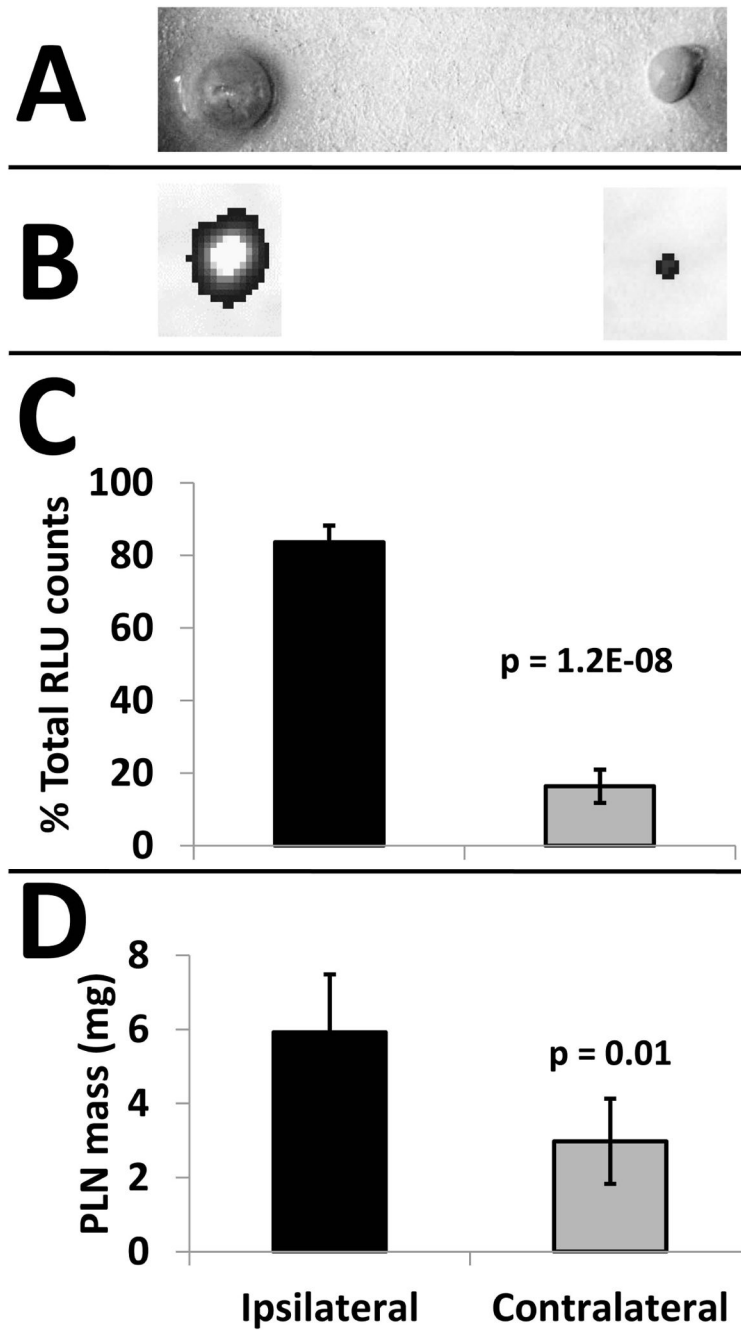 A
B
C
100
80
60
40
20
0
% Total RLU counts
p = 1.2E-08
D
8
6
4
2
0
PLN mass (mg)
p = 0.01
Ipsilateral
Contralateral